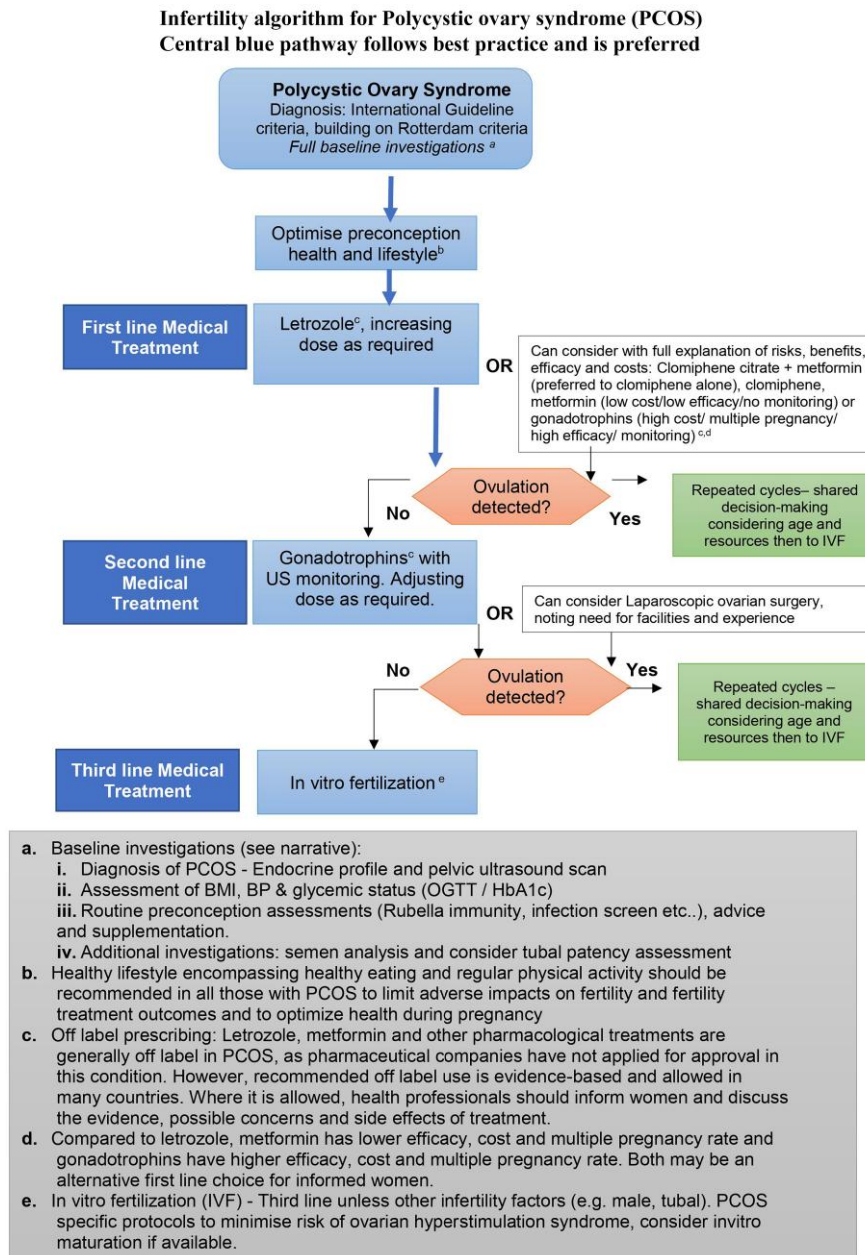 Infertility algorithm for Polycystic ovary syndrome (PCOS)
Central blue pathway follows best practice and is preferred
Polycystic Ovary Syndrome
Diagnosis: International Guideline
criteria, building on Rotterdam criteria
Full baseline investigations a
Optimise preconception
health and lifestyleb
First line Medical
Treatment
Letrozolec, increasing
dose as required
OR
Can consider with full explanation of risks, benefits,
efficacy and costs: Clomiphene citrate + metformin
(preferred to clomiphene alone), clomiphene,
metformin (low cost/low efficacy/no monitoring) or
gonadotrophins (high cost/ multiple pregnancy/
high efficacy/ monitoring) c,d
Ovulation
detected?
No
Yes
Repeated cycles– shared
decision-making
considering age and
resources then to IVF
Second line
Medical
Treatment
Gonadotrophinsc with
US monitoring. Adjusting
dose as required.
OR
Can consider Laparoscopic ovarian surgery,
noting need for facilities and experience
No
Ovulation
detected?
Yes
Repeated cycles –
shared decision-making
considering age and
resources then to IVF
Third line Medical
Treatment
In vitro fertilization e
a. Baseline investigations (see narrative):
i. Diagnosis of PCOS - Endocrine profile and pelvic ultrasound scan
ii. Assessment of BMI, BP & glycemic status (OGTT / HbA1c)
iii. Routine preconception assessments (Rubella immunity, infection screen etc..), advice
and supplementation.
iv. Additional investigations: semen analysis and consider tubal patency assessment
b. Healthy lifestyle encompassing healthy eating and regular physical activity should be
recommended in all those with PCOS to limit adverse impacts on fertility and fertility
treatment outcomes and to optimize health during pregnancy
c. Off label prescribing: Letrozole, metformin and other pharmacological treatments are
generally off label in PCOS, as pharmaceutical companies have not applied for approval in
this condition. However, recommended off label use is evidence-based and allowed in
many countries. Where it is allowed, health professionals should inform women and discuss
the evidence, possible concerns and side effects of treatment.
d. Compared to letrozole, metformin has lower efficacy, cost and multiple pregnancy rate and
gonadotrophins have higher efficacy, cost and multiple pregnancy rate. Both may be an
alternative first line choice for informed women.
e. In vitro fertilization (IVF) - Third line unless other infertility factors (e.g. male, tubal). PCOS
specific protocols to minimise risk of ovarian hyperstimulation syndrome, consider invitro
maturation if available.